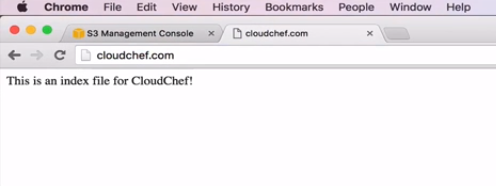 Chrome File Edit View History Bookmarks People Window Help
S3 Management Console cloudchef.com
cloudchef.com
This is an index file for CloudChef!